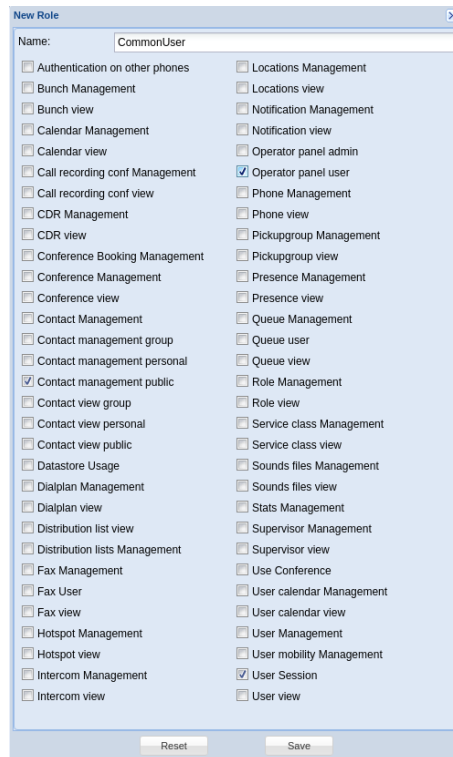 New Role
Name:
CommonUser
Authentication on other phones
Bunch Management
Bunch view
Calendar Management
Calendar view
Call recording conf Management
Call recording conf view
CDR Management
CDR view
Conference Booking Management
Conference Management
Conference view
Contact Management
Contact management group
Contact management personal
Contact management public
Contact view group
Contact view personal
Contact view public
Datastore Usage
Dialplan Management
Dialplan view
Distribution list view
Distribution lists Management
Fax Management
Fax User
Fax view
Hotspot Management
Hotspot view
Intercom Management
Intercom view
Locations Management
Locations view
Notification Management
Notification view
Operator panel admin
Operator panel user
Phone Management
Phone view
Pickupgroup Management
Pickupgroup view
Presence Management
Presence view
Queue Management
Queue user
Queue view
Role Management
Role view
Service class Management
Service class view
Sounds files Management
Sounds files view
Stats Management
Supervisor Management
Supervisor view
Use Conference
User calendar Management
User calendar view
User Management
User mobility Management
User Session
User view
Reset
Save